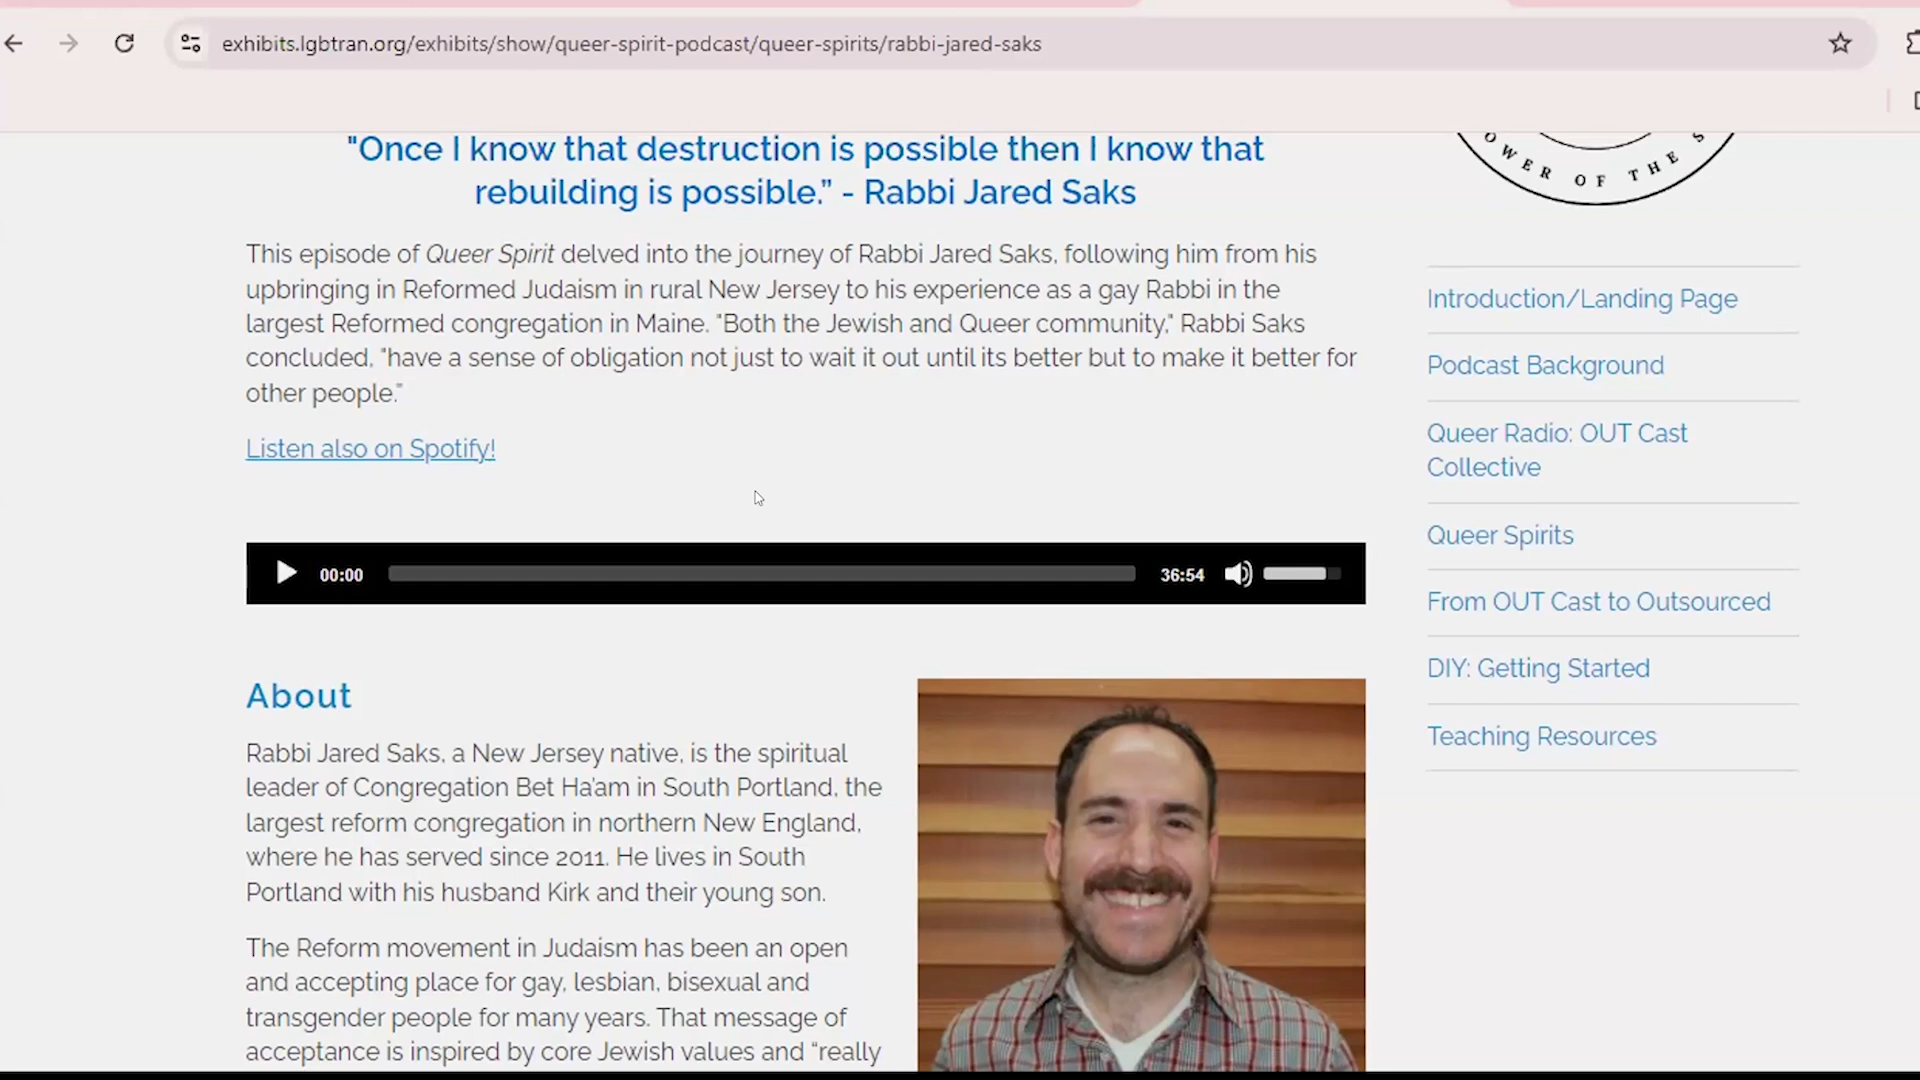 exhibits.lgbtran.org/exhibits/show/queer-spirit-podcast/queer-spirits/rabbi-jared-saks
"Once I know that destruction is possible then I know that
rebuilding is possible.” - Rabbi Jared Saks
This episode of Queer Spirit delved into the journey of Rabbi Jared Saks, following him from his
upbringing in Reformed Judaism in rural New Jersey to his experience as a gay Rabbi in the
largest Reformed congregation in Maine. "Both the Jewish and Queer community," Rabbi Saks
concluded, "have a sense of obligation not just to wait it out until its better but to make it better for
other people."
Listen also on Spotify!
00:00 36:54
About
Rabbi Jared Saks, a New Jersey native, is the spiritual
leader of Congregation Bet Ha'am in South Portland, the
largest reform congregation in northern New England,
where he has served since 2011. He lives in South
Portland with his husband Kirk and their young son.
The Reform movement in Judaism has been an open
and accepting place for gay, lesbian, bisexual and
transgender people for many years. That message of
acceptance is inspired by core Jewish values and “really
OWER OF THE S
Introduction/Landing Page
Podcast Background
Queer Radio: OUT Cast
Collective
Queer Spirits
From OUT Cast to Outsourced
DIY: Getting Started
Teaching Resources